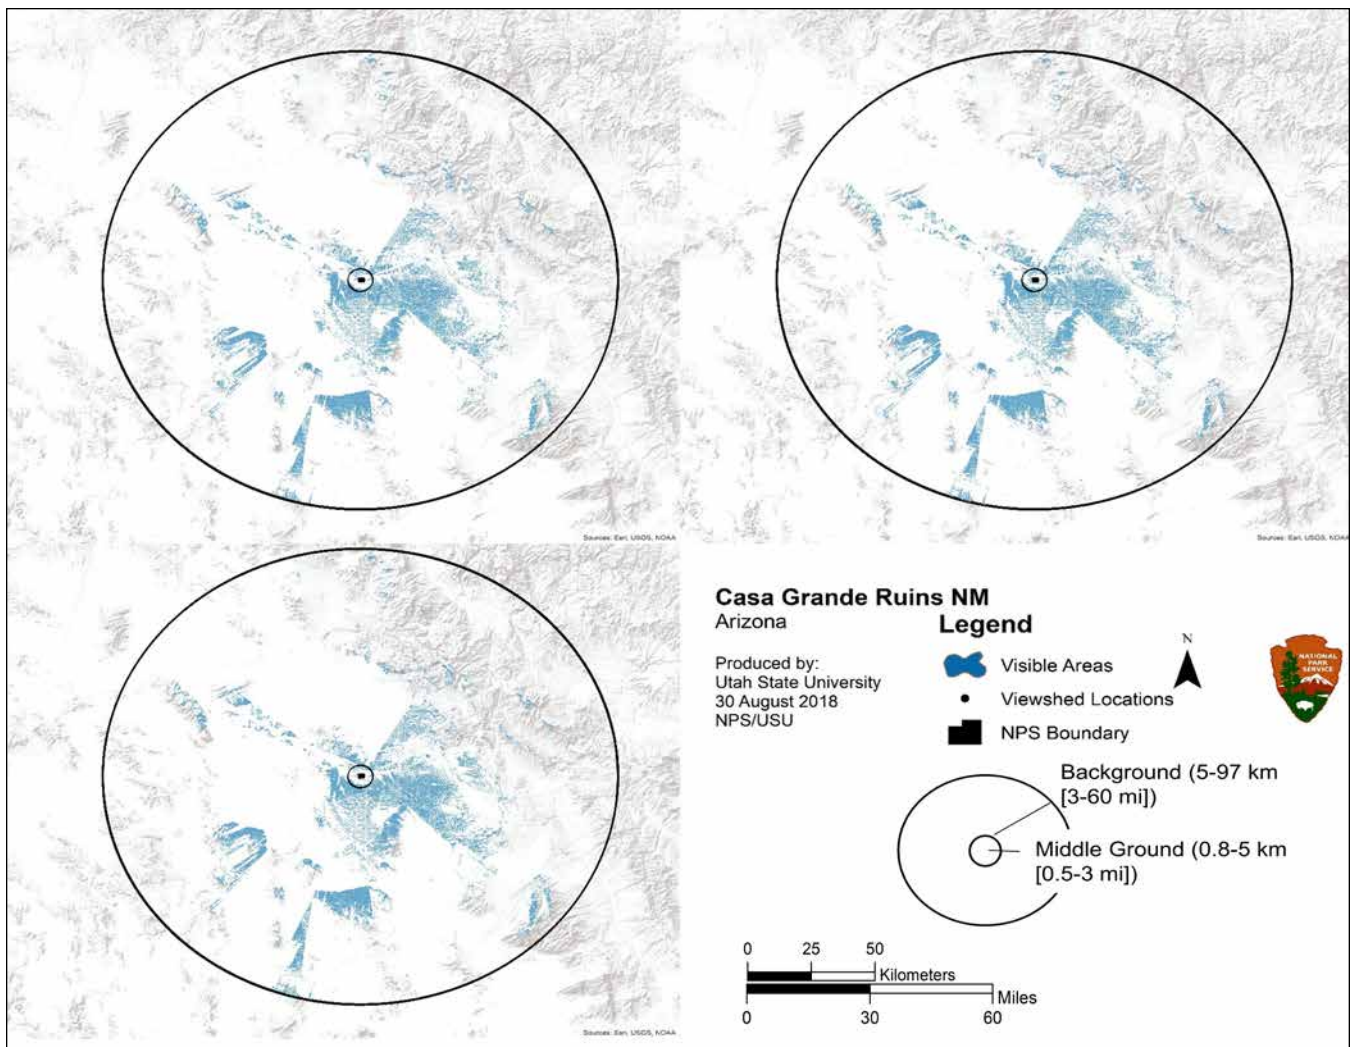 Sources: Esri, USGS, NOAA
Sources: Esri, USGS, NOAA
Sources: Esri, USGS, NOAA
Casa Grande Ruins NM
Arizona
Produced by:
Utah State University
30 August 2018
NPS/USU
Legend
Visible Areas
Viewshed Locations
NPS Boundary
N
NATIONAL
PARK
SERVICE
Background (5-97 km
[3-60 mi])
Middle Ground (0.8-5 km
[0.5-3 mi])
0 25 50
Kilometers
Miles
0 30 60